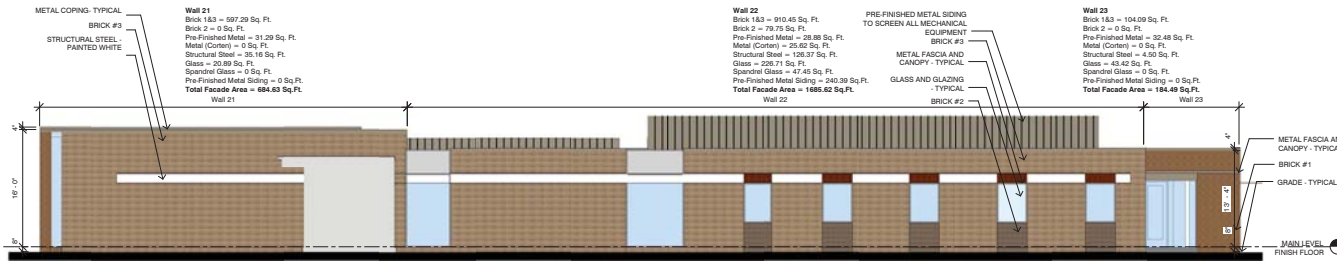 METAL COPING- TYPICAL
BRICK #3
STRUCTURAL STEEL -
PAINTED WHITE
Wall 21
Brick 1&3 = 597.29 Sq. Ft.
Brick 2 = 0 Sq. Ft.
Pre-Finished Metal = 31.29 Sq. Ft.
Metal (Corten) = 0 Sq. Ft.
Structural Steel = 35.16 Sq. Ft.
Glass = 20.89 Sq. Ft.
Spandrel Glass = 0 Sq. Ft.
Pre-Finished Metal Siding = 0 Sq.Ft.
Total Facade Area = 684.63 Sq.Ft.
Wall 21
Wall 22
Brick 1&3 = 910.45 Sq. Ft.
Brick 2 = 79.75 Sq. Ft.
Pre-Finished Metal = 28.88 Sq. Ft.
Metal (Corten) = 25.62 Sq. Ft.
Structural Steel = 126.37 Sq. Ft.
Glass = 226.71 Sq. Ft.
Spandrel Glass = 47.45 Sq. Ft.
Pre-Finished Metal Siding = 240.39 Sq.Ft.
Total Facade Area = 1685.62 Sq.Ft.
Wall 22
PRE-FINISHED METAL SIDING
TO SCREEN ALL MECHANICAL
EQUIPMENT
BRICK #3
METAL FASCIA AND
CANOPY - TYPICAL
GLASS AND GLAZING
- TYPICAL
BRICK #2
Wall 23
Brick 1&3 = 104.09 Sq. Ft.
Brick 2 = 0 Sq. Ft.
Pre-Finished Metal = 32.48 Sq. Ft.
Metal (Corten) = 0 Sq. Ft.
Structural Steel = 4.50 Sq. Ft.
Glass = 43.42 Sq. Ft.
Spandrel Glass = 0 Sq. Ft.
Pre-Finished Metal Siding = 0 Sq.Ft.
Total Facade Area = 184.49 Sq.Ft.
Wall 23
4"
16' - 0"
8"
4"
13' - 4"
8"
METAL FASCIA AN
CANOPY - TYPICA
BRICK #1
GRADE - TYPICAL
MAIN LEVEL
FINISH FLOOR